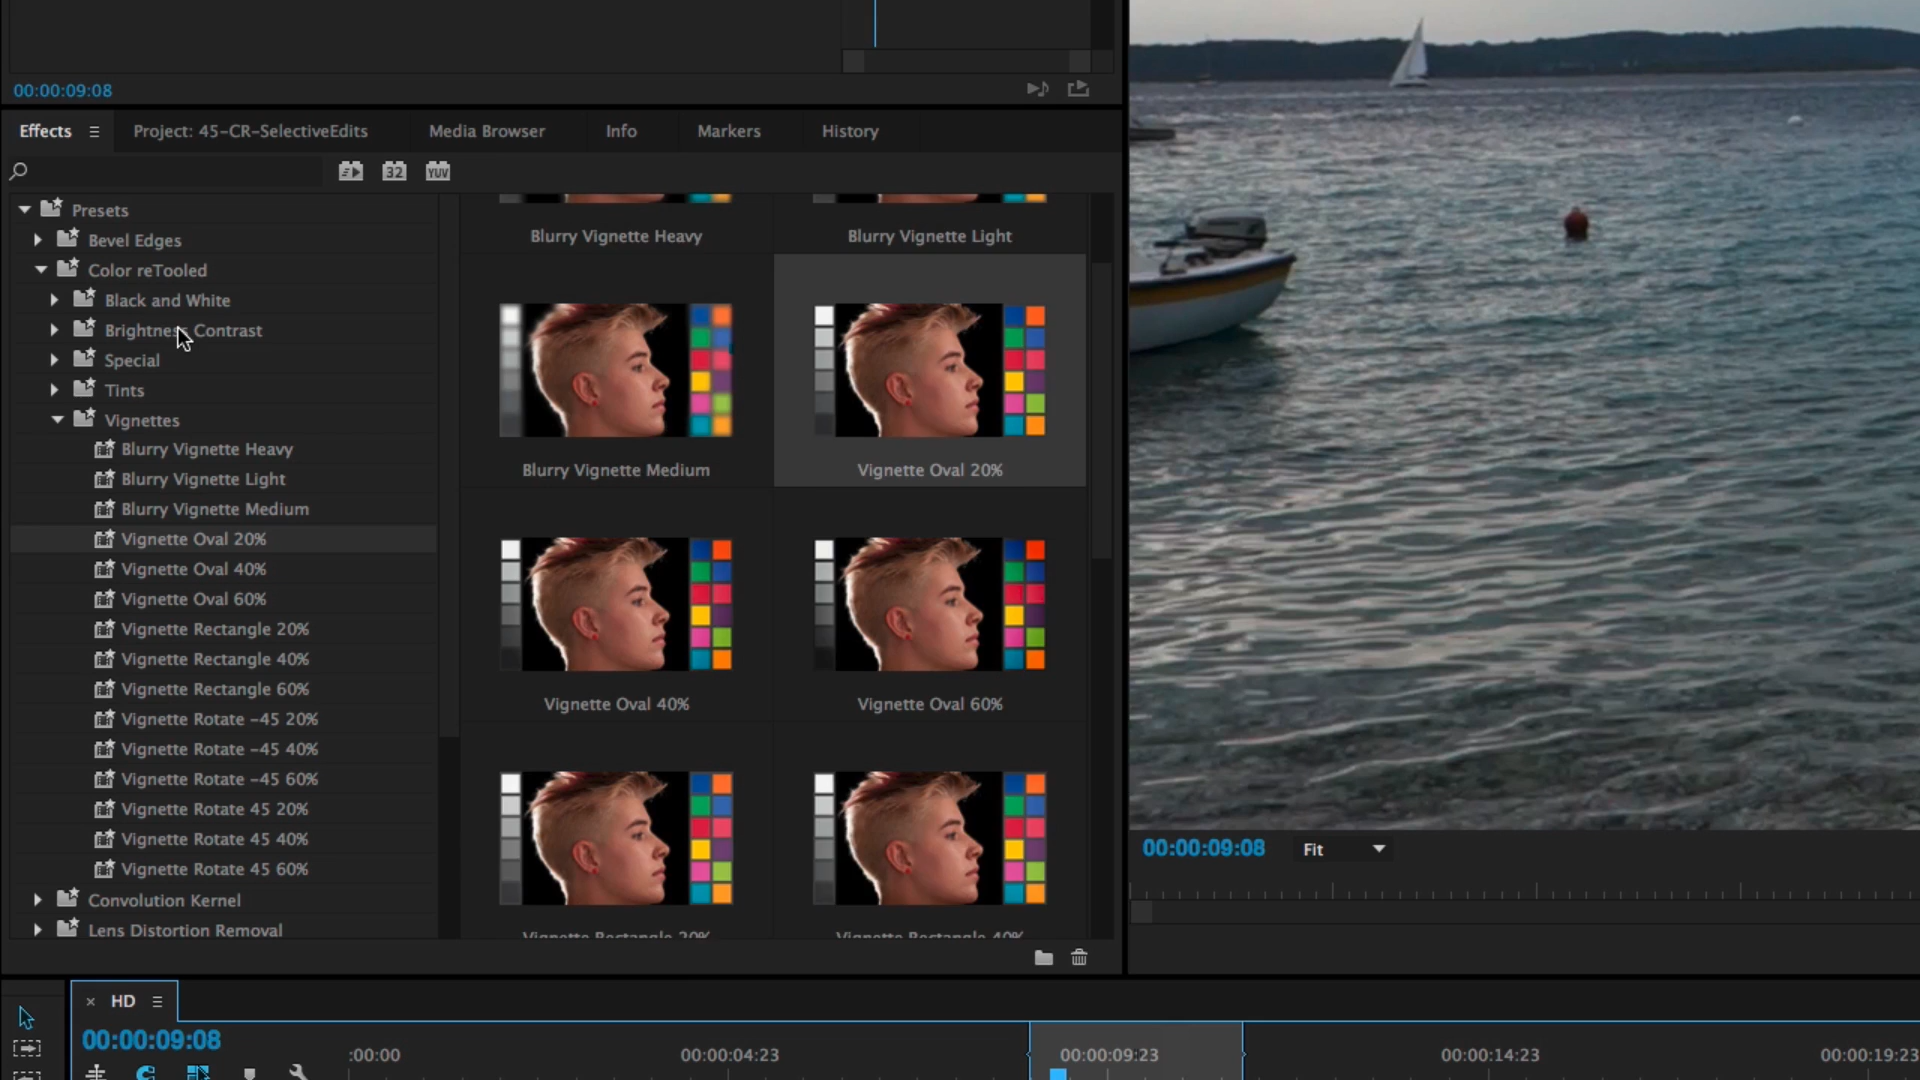 00:00:09:08
Effects
Project: 45-CR-SelectiveEdits
Media Browser
Info
Markers
History
32
YUV
Presets
Bevel Edges
Color reTooled
Black and White
Brightness Contrast
Special
Tints
Vignettes
Blurry Vignette Heavy
Blurry Vignette Light
Blurry Vignette Medium
Vignette Oval 20%
Vignette Oval 40%
Vignette Oval 60%
Vignette Rectangle 20%
Vignette Rectangle 40%
Vignette Rectangle 60%
Vignette Rotate -45 20%
Vignette Rotate -45 40%
Vignette Rotate -45 60%
Vignette Rotate 45 20%
Vignette Rotate 45 40%
Vignette Rotate 45 60%
Convolution Kernel
Lens Distortion Removal
Blurry Vignette Heavy
Blurry Vignette Light
Blurry Vignette Medium
Vignette Oval 20%
Vignette Oval 40%
Vignette Oval 60%
Vignette Rectangle 20%
Vignette Rectangle 40%
00:00:09:08
Fit
HD
00:00:09:08
:00:00
00:00:04:23
00:00:09:23
00:00:14:23
00:00:19:23